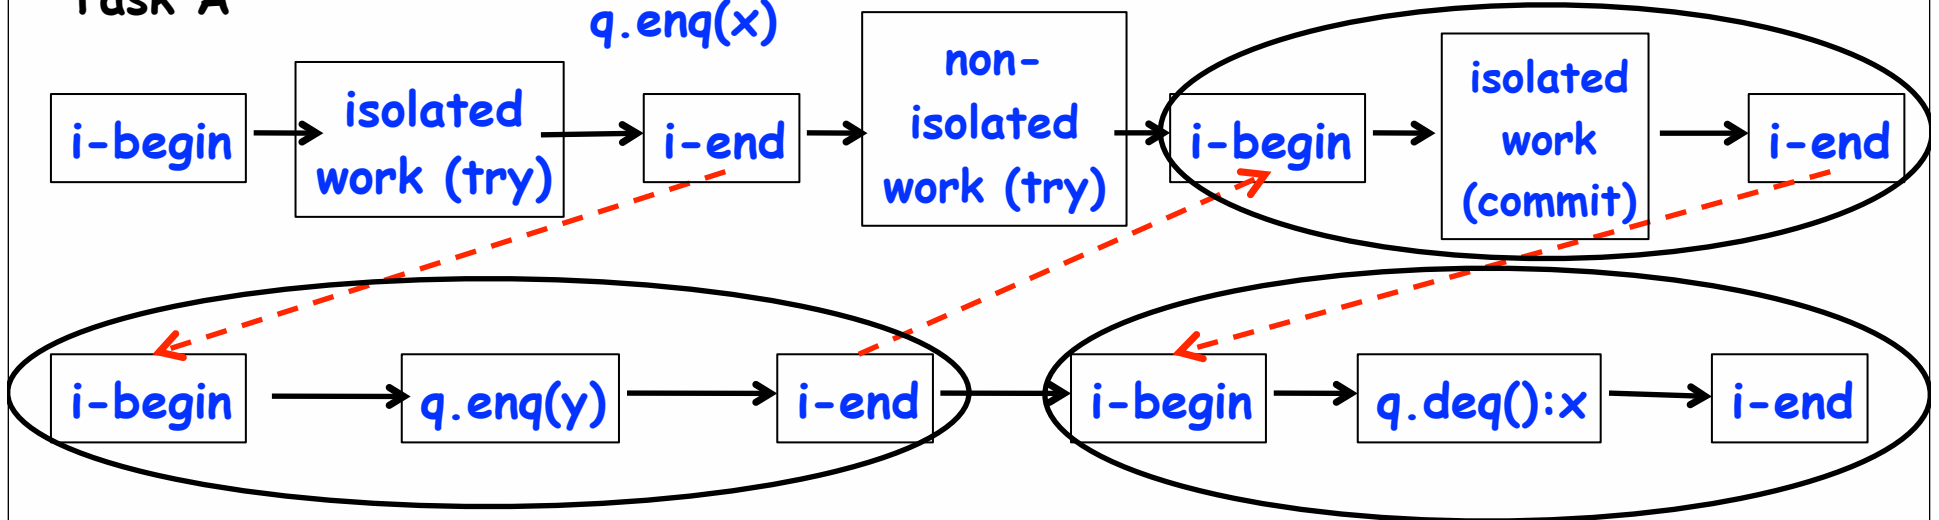 Task A
q.enq(x)
i-begin
isolated
work (try)
i-end
non-
isolated
work (try)
i-begin
isolated
work
(commit)
i-end
i-begin
q.enq(y)
i-end
i-begin
q.deq():x
i-end